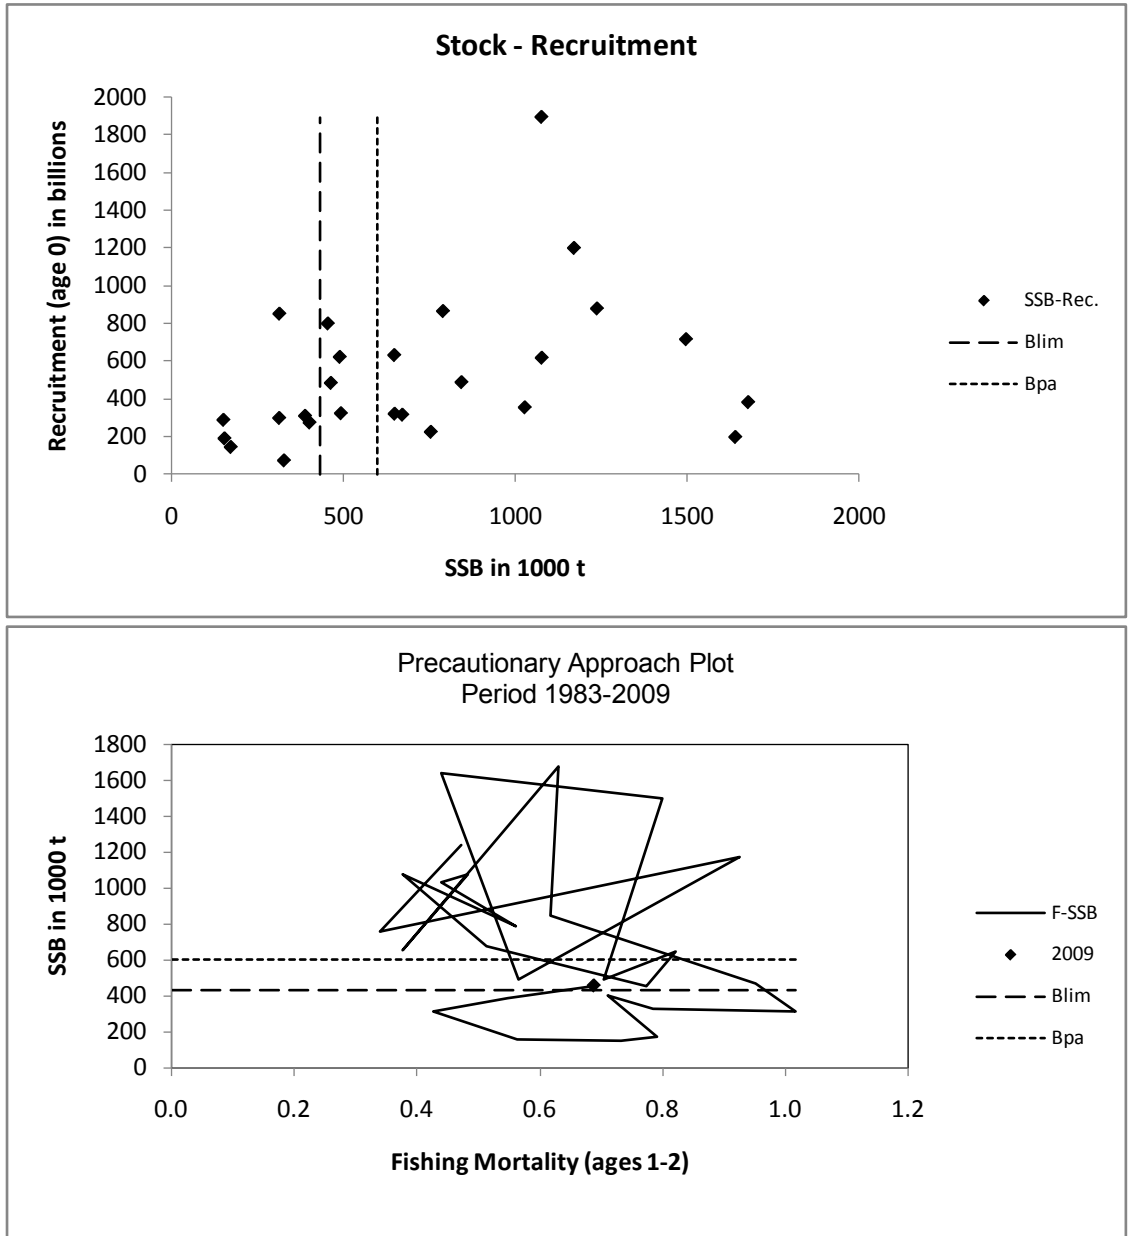 Stock - Recruitment
2000
1800
1600
1400
1200
1000
800
600
400
200
0
Recruitment (age 0) in billions
0 500 1000 1500 2000
SSB in 1000 t
SSB-Rec.
Blim
Bpa
Precautionary Approach Plot
Period 1983-2009
1800
1600
1400
1200
1000
800
600
400
200
0
SSB in 1000 t
0.0 0.2 0.4 0.6 0.8 1.0 1.2
Fishing Mortality (ages 1-2)
F-SSB
2009
Blim
Bpa